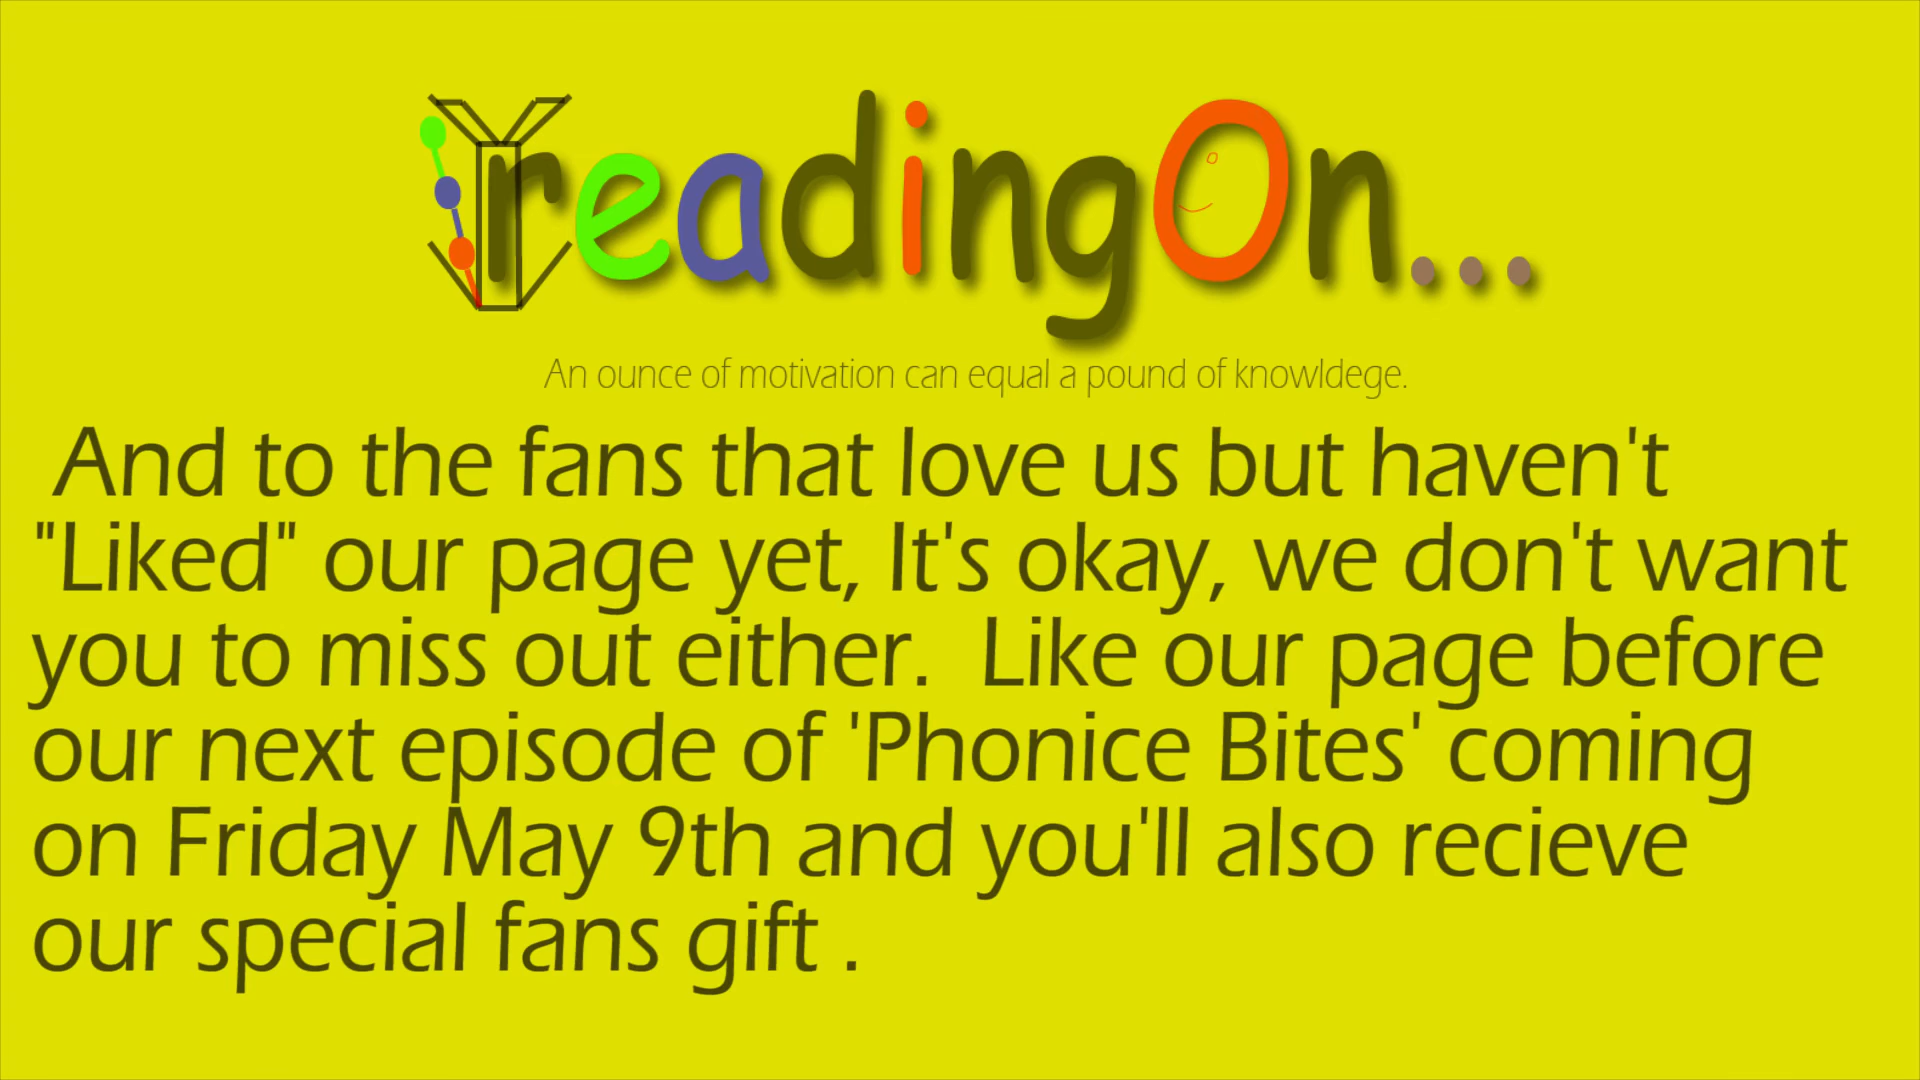 readingOn...
An ounce of motivation can equal a pound of knowldege.
And to the fans that love us but haven't
"Liked" our page yet, It's okay, we don't want
you to miss out either.  Like our page before
our next episode of 'Phonice Bites' coming
on Friday May 9th and you'll also recieve
our special fans gift .